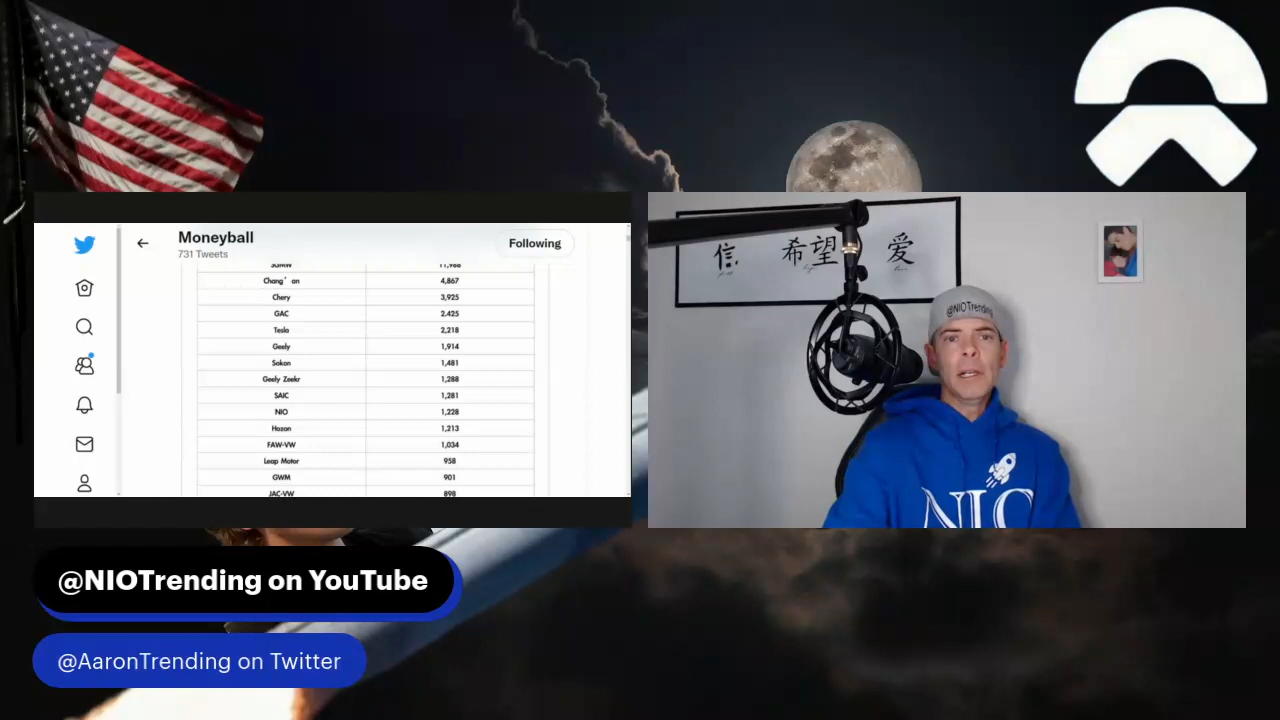 Moneyball
731 Tweets
Following
SGMW 11,988
Chang' an 4,867
Chery 3,925
GAC 2.425
Tesla 2,218
Geely 1,914
Sokon 1,481
Geely Zeekr 1,288
SAIC 1,281
NIO 1,228
Hozon 1,213
FAW-VW 1,034
Leap Motor 958
GWM 901
JAC-VW 898
信 希望 爱
@NIOTrending
NIO
@NIOTrending on YouTube
@AaronTrending on Twitter